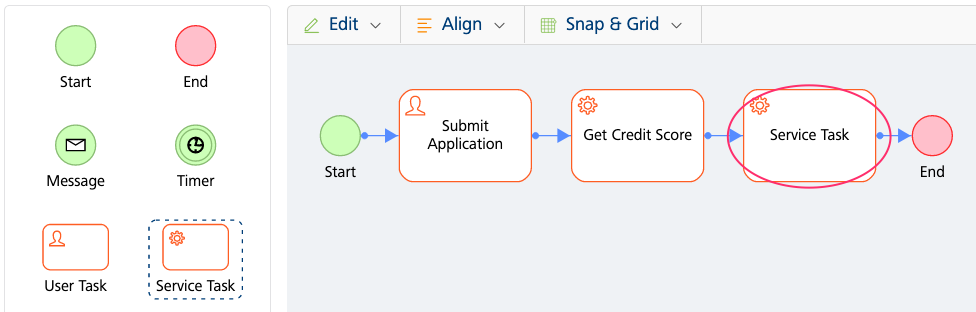 Edit
Align
Snap & Grid
Start
End
Message
Timer
User Task
Service Task
Start
Submit
Application
Get Credit Score
Service Task
End